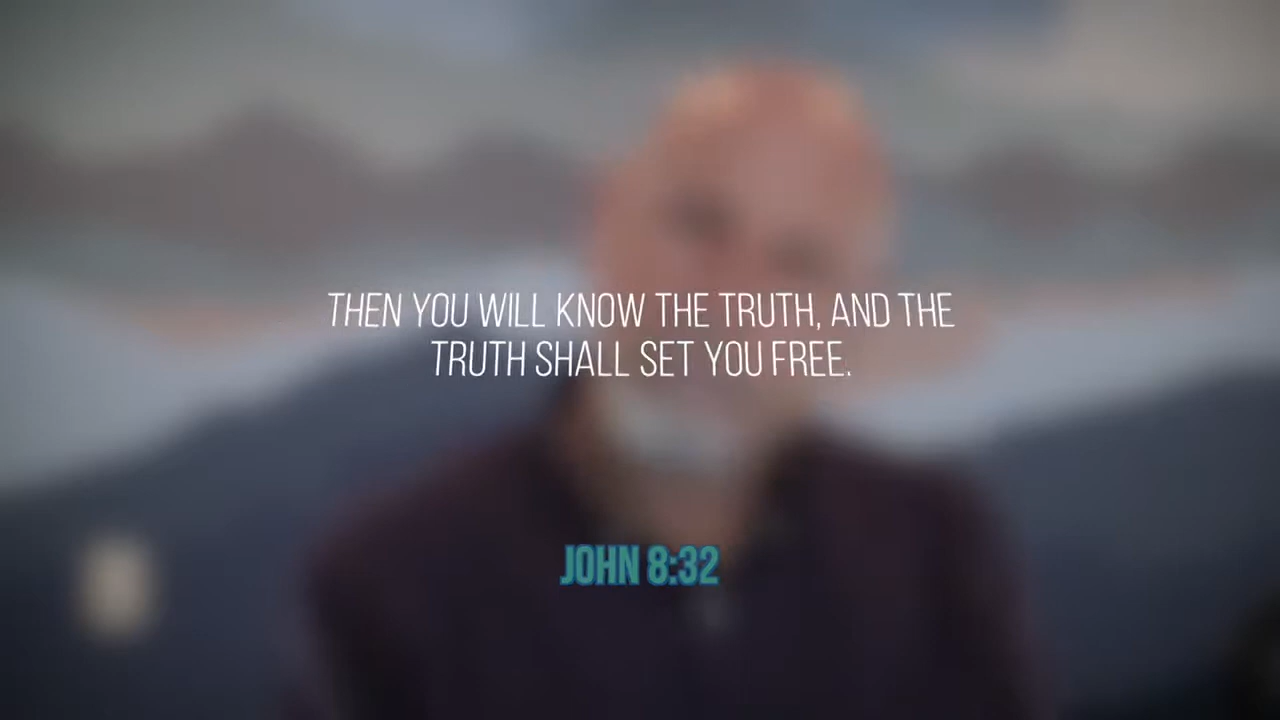 THEN YOU WILL KNOW THE TRUTH, AND THE
TRUTH SHALL SET YOU FREE.
JOHN 8:32